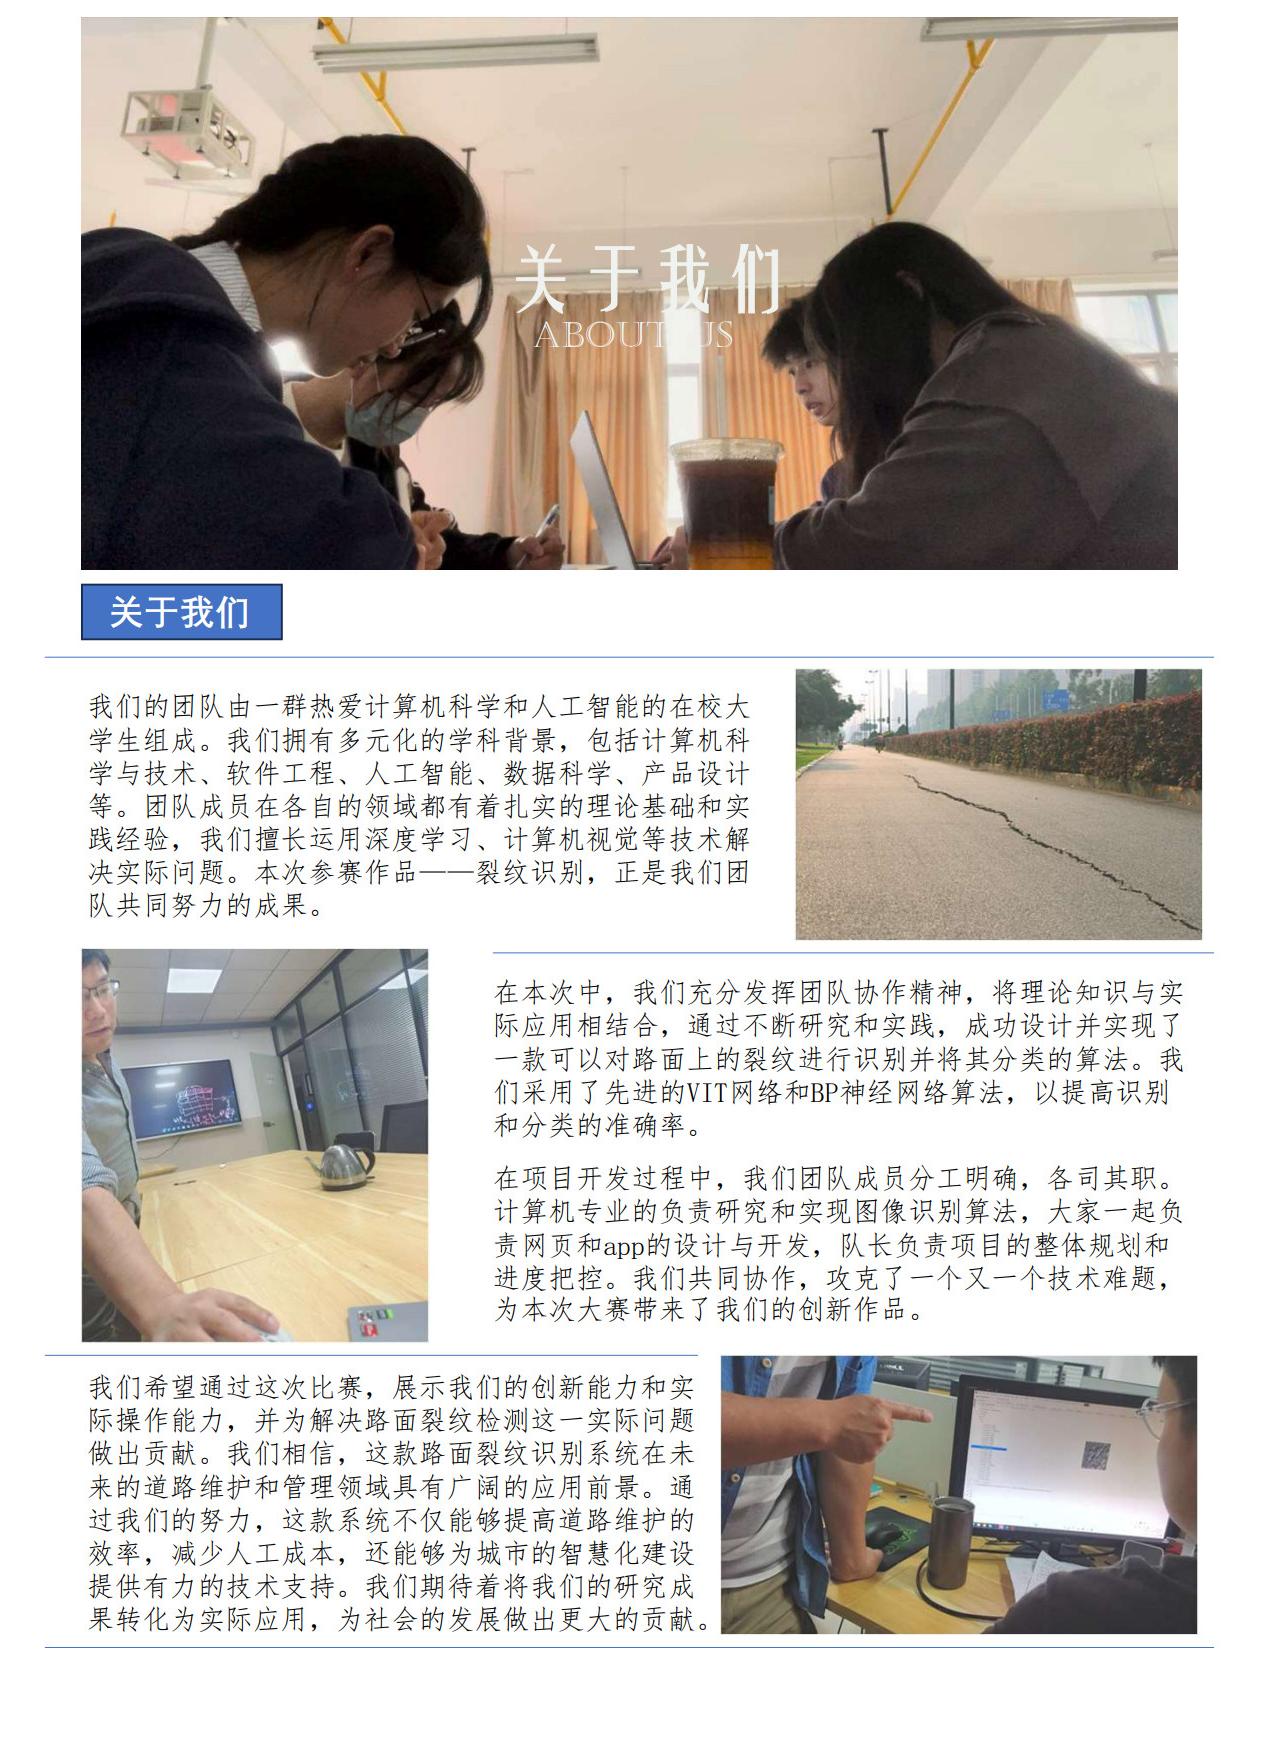 关于我们
ABOUT US
关于我们
我们的团队由一群热爱计算机科学和人工智能的在校大
学生组成。我们拥有多元化的学科背景，包括计算机科
学与技术、软件工程、人工智能、数据科学、产品设计
等。团队成员在各自的领域都有着扎实的理论基础和实
践经验，我们擅长运用深度学习、计算机视觉等技术解
决实际问题。本次参赛作品——裂纹识别，正是我们团
队共同努力的成果。
在本次中，我们充分发挥团队协作精神，将理论知识与实
际应用相结合，通过不断研究和实践，成功设计并实现了
一款可以对路面上的裂纹进行识别并将其分类的算法。我
们采用了先进的VIT网络和BP神经网络算法，以提高识别
和分类的准确率。
在项目开发过程中，我们团队成员分工明确，各司其职。
计算机专业的负责研究和实现图像识别算法，大家一起负
责网页和app的设计与开发，队长负责项目的整体规划和
进度把控。我们共同协作，攻克了一个又一个技术难题，
为本次大赛带来了我们的创新作品。
我们希望通过这次比赛，展示我们的创新能力和实
际操作能力，并为解决路面裂纹检测这一实际问题
做出贡献。我们相信，这款路面裂纹识别系统在未
来的道路维护和管理领域具有广阔的应用前景。通
过我们的努力，这款系统不仅能够提高道路维护的
效率，减少人工成本，还能够为城市的智慧化建设
提供有力的技术支持。我们期待着将我们的研究成
果转化为实际应用，为社会的发展做出更大的贡献。